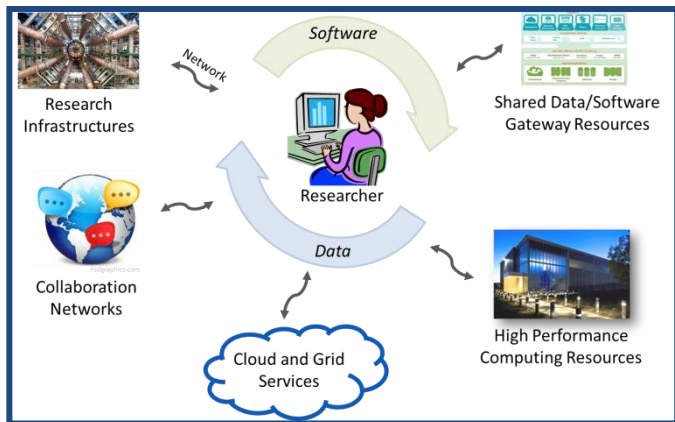 Software
Network
Research
Infrastructures
Shared Data/Software
Gateway Resources
Researcher
Collaboration
Networks
Data
Cloud and Grid
Services
High Performance
Computing Resources